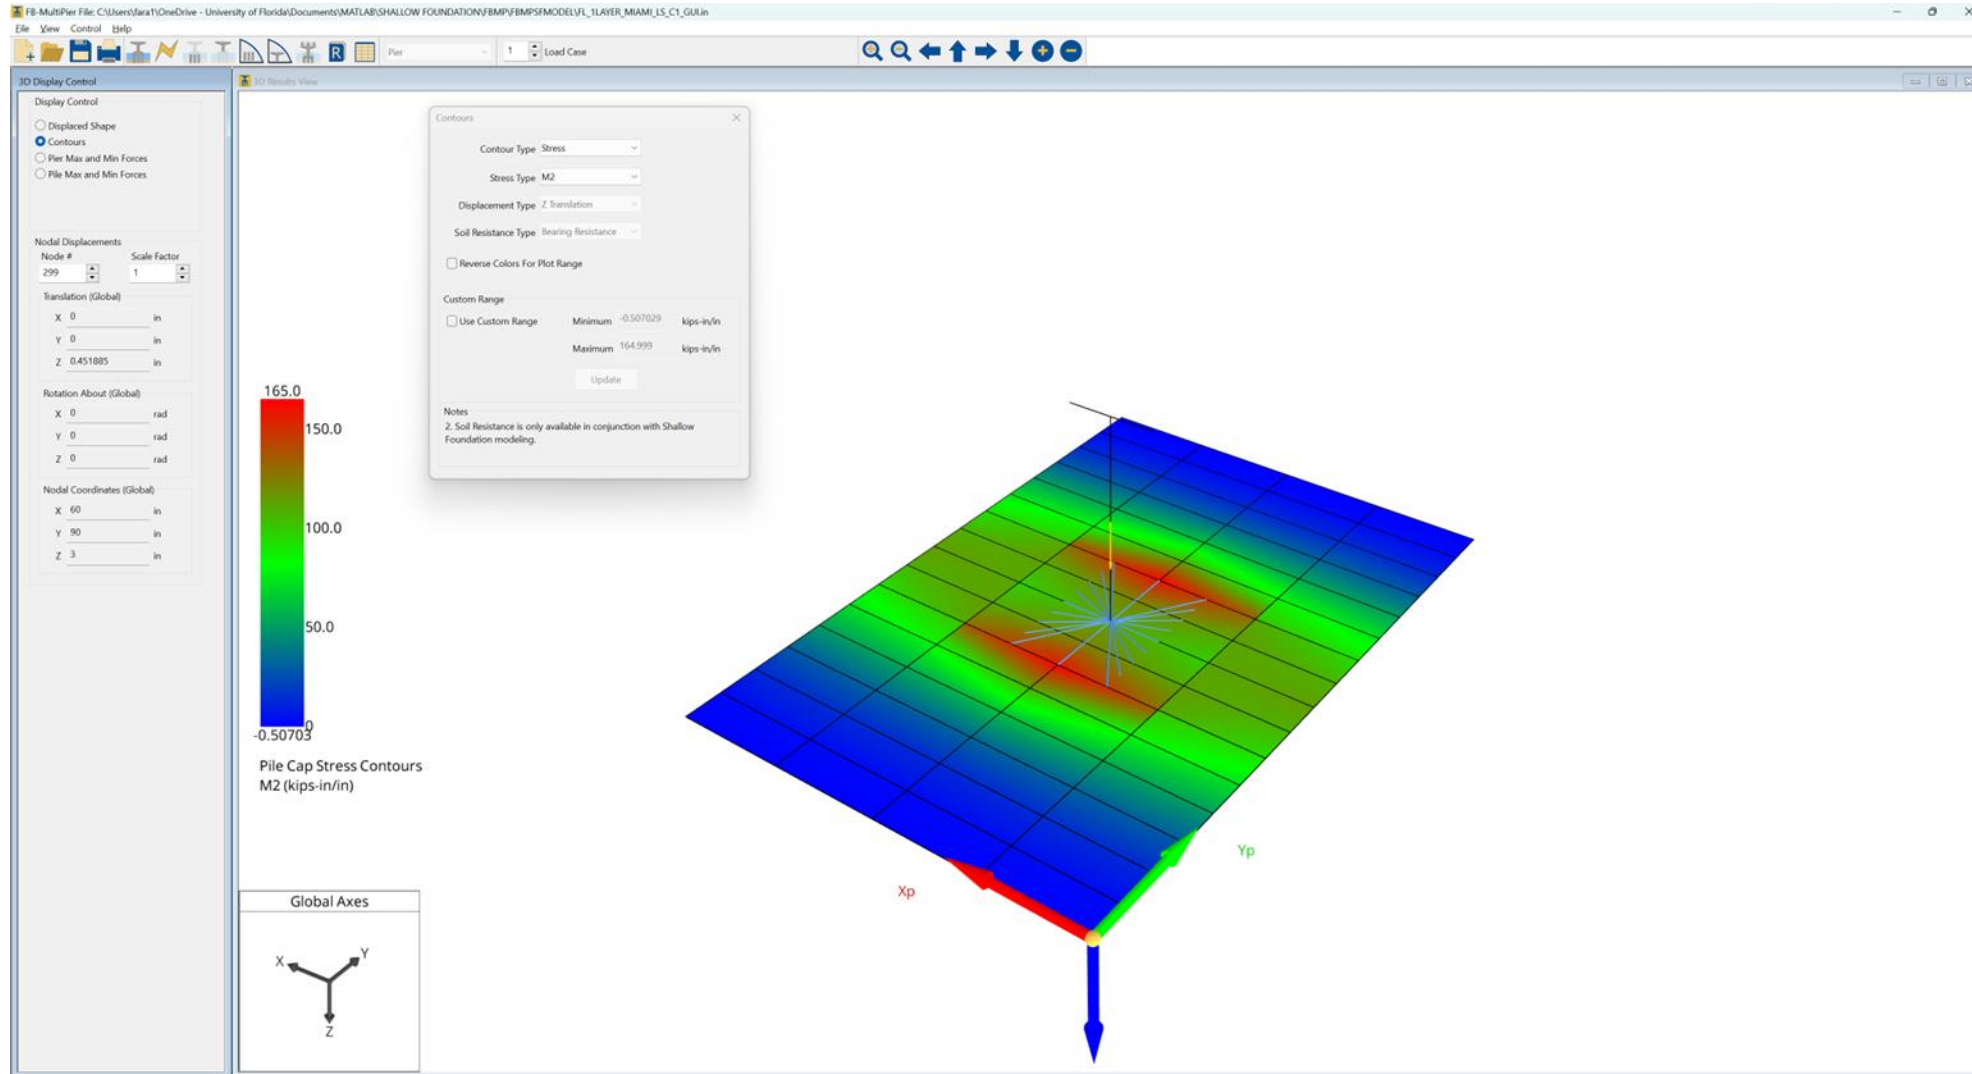 FB-MultiPier File: C:\Users\fara1\OneDrive - University of Florida\Documents\MATLAB\SHALLOW FOUNDATION\FBMP\FBMPSFMODEL\FL_1LAYER_MIAMI_LS_C1_GUI.in
File View Control Help
R Pier 1 Load Case
3D Display Control
3D Results View
Display Control
Displaced Shape
Contours
Pier Max and Min Forces
Pile Max and Min Forces
Nodal Displacements
Node # Scale Factor
299 1
Translation (Global)
X 0 in
Y 0 in
Z 0.451885 in
Rotation About (Global)
X 0 rad
Y 0 rad
Z 0 rad
Nodal Coordinates (Global)
X 60 in
Y 90 in
Z 3 in
Contours
Contour Type Stress
Stress Type M2
Displacement Type Z Translation
Soil Resistance Type Bearing Resistance
Reverse Colors For Plot Range
Custom Range
Use Custom Range Minimum -0.507029 kips-in/in
Maximum 164.999 kips-in/in
Update
Notes
2. Soil Resistance is only available in conjunction with Shallow
Foundation modeling.
165.0
150.0
100.0
50.0
0
-0.50703
Pile Cap Stress Contours
M2 (kips-in/in)
Yp
Xp
Global Axes
X
Y
Z